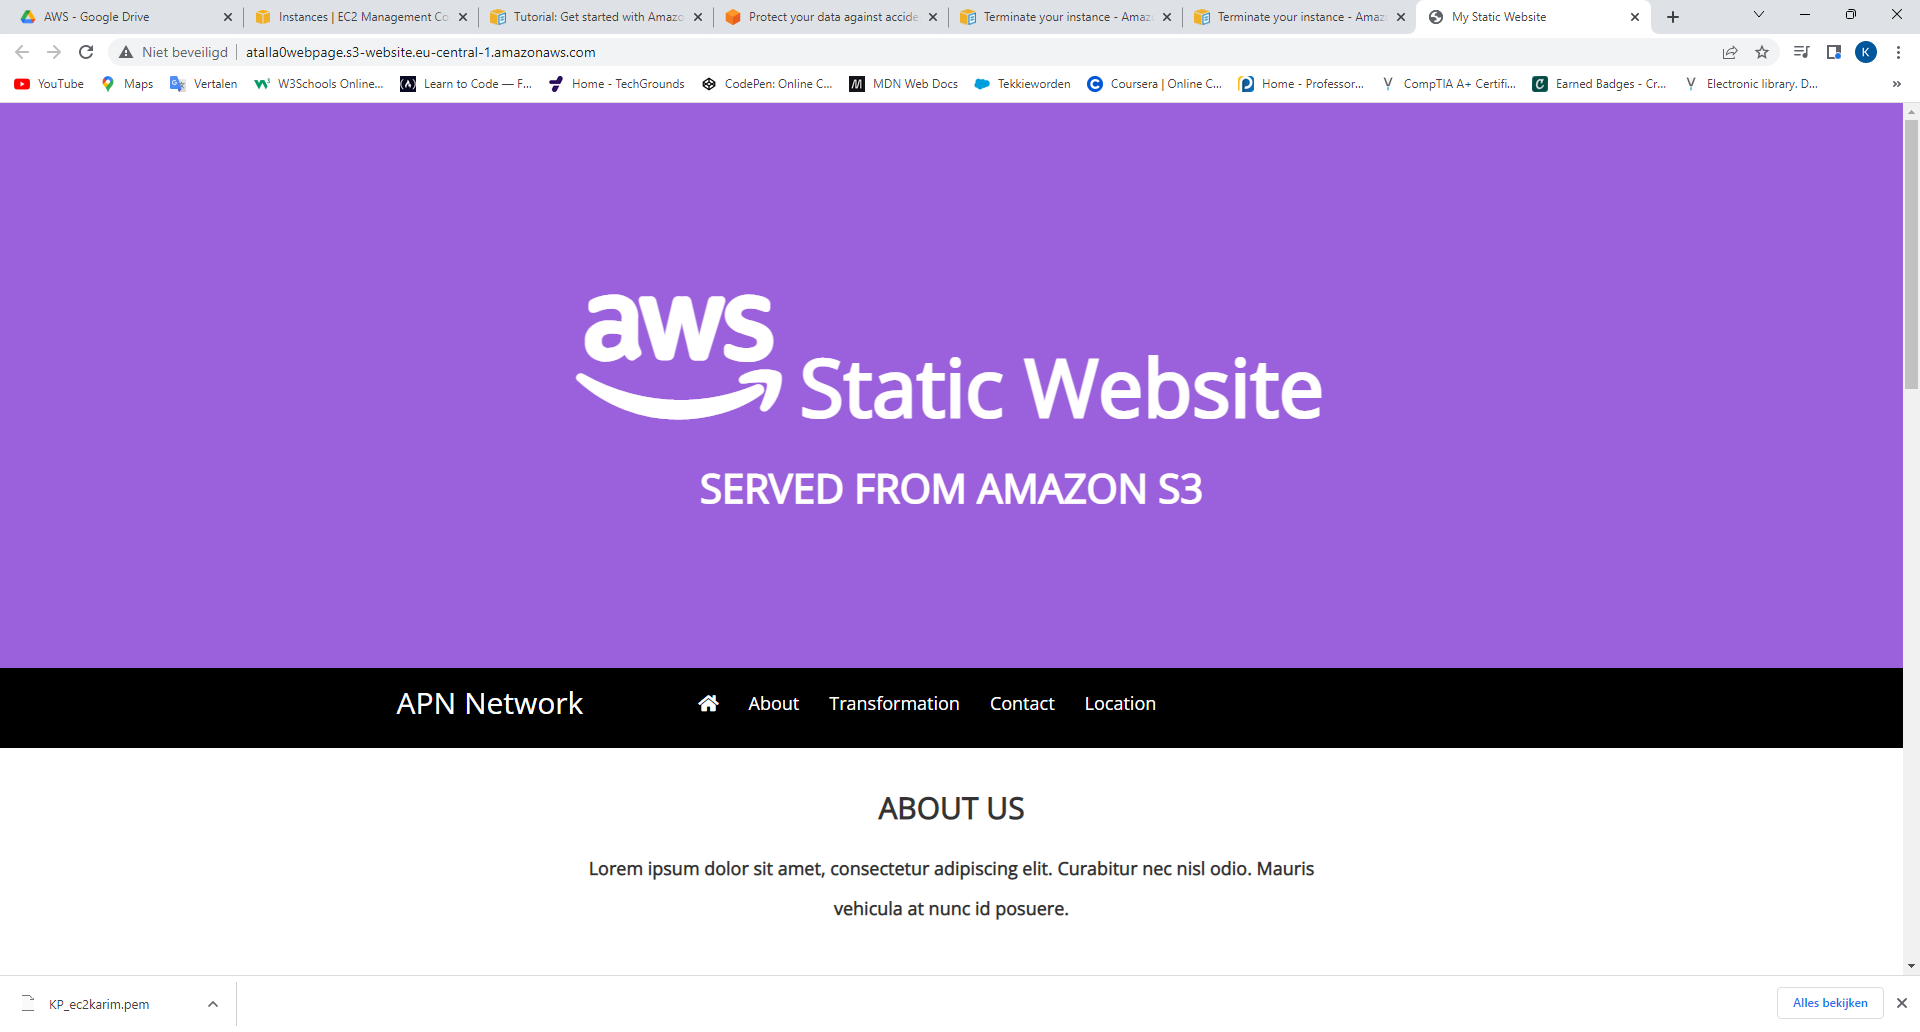 AWS - Google Drive
Instances | EC2 Management Co
Tutorial: Get started with Amazo
Protect your data against accide
Terminate your instance - Amaz
Terminate your instance - Amaz
My Static Website
Niet beveiligd
atalla0webpage.s3-website.eu-central-1.amazonaws.com
K
YouTube
Maps
Vertalen
W3Schools Online...
Learn to Code — F...
Home - TechGrounds
CodePen: Online C...
MDN Web Docs
Tekkieworden
Coursera | Online C...
Home - Professor...
CompTIA A+ Certifi...
Earned Badges - Cr...
Electronic library. D...
aws
Static Website
SERVED FROM AMAZON S3
APN Network
About
Transformation
Contact
Location
ABOUT US
Lorem ipsum dolor sit amet, consectetur adipiscing elit. Curabitur nec nisl odio. Mauris
vehicula at nunc id posuere.
KP_ec2karim.pem
Alles bekijken